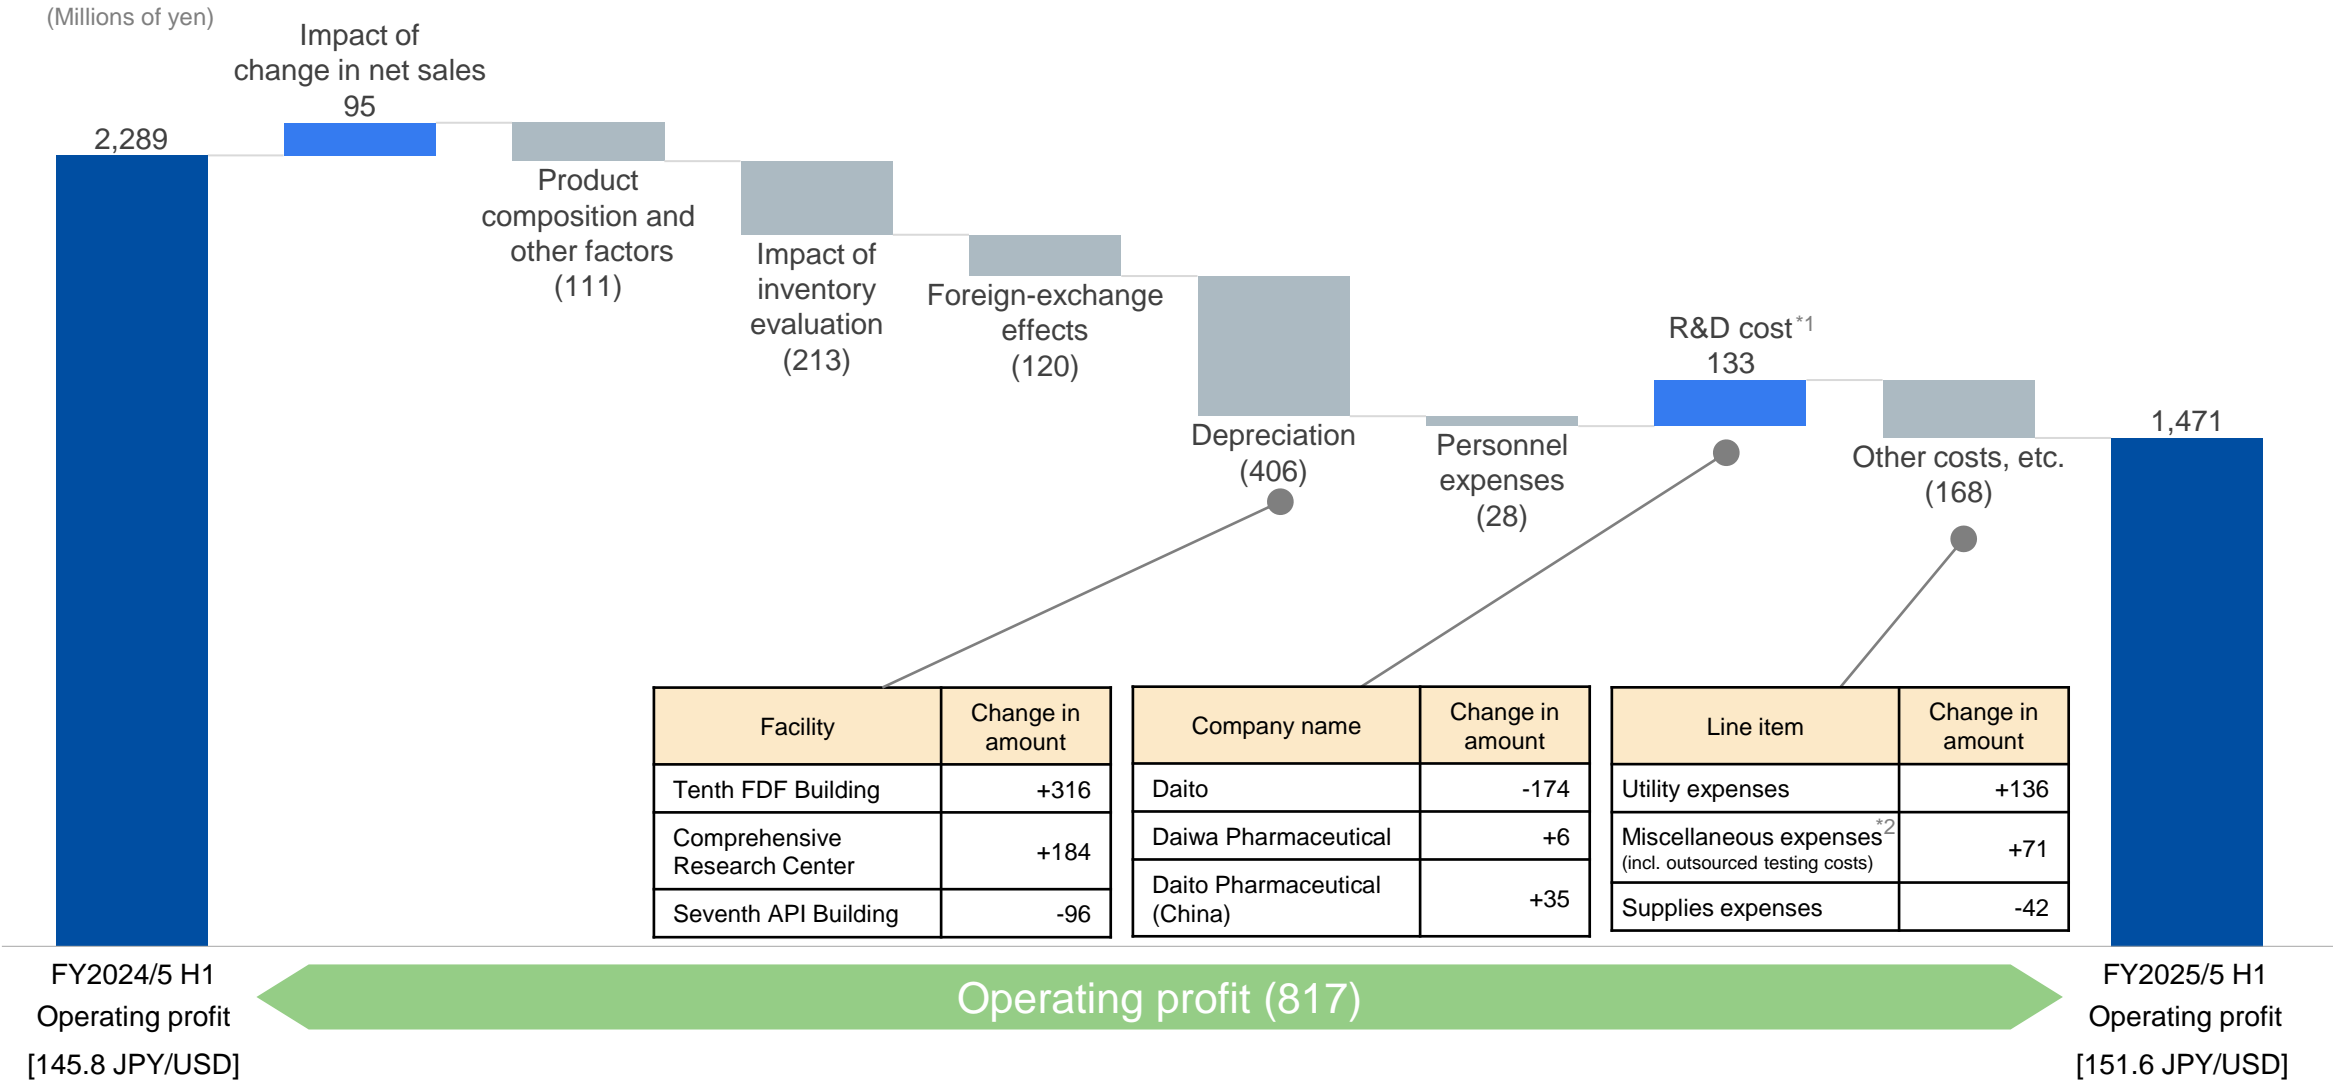 (Millions of yen)
Impact of
change in net sales
95
2,289
Product
composition and
other factors
(111)
Impact of
inventory
evaluation
(213)
Foreign-exchange
effects
(120)
Depreciation
(406)
Personnel
expenses
(28)
R&D cost *1
133
Other costs, etc.
(168)
1,471
Facility
Change in
amount
Tenth FDF Building
+316
Comprehensive
Research Center
+184
Seventh API Building
-96
Company name
Change in
amount
Daito
-174
Daiwa Pharmaceutical
+6
Daito Pharmaceutical
(China)
+35
Line item
Change in
amount
Utility expenses
+136
Miscellaneous expenses*2
(incl. outsourced testing costs)
+71
Supplies expenses
-42
FY2024/5 H1
Operating profit
[145.8 JPY/USD]
Operating profit (817)
FY2025/5 H1
Operating profit
[151.6 JPY/USD]